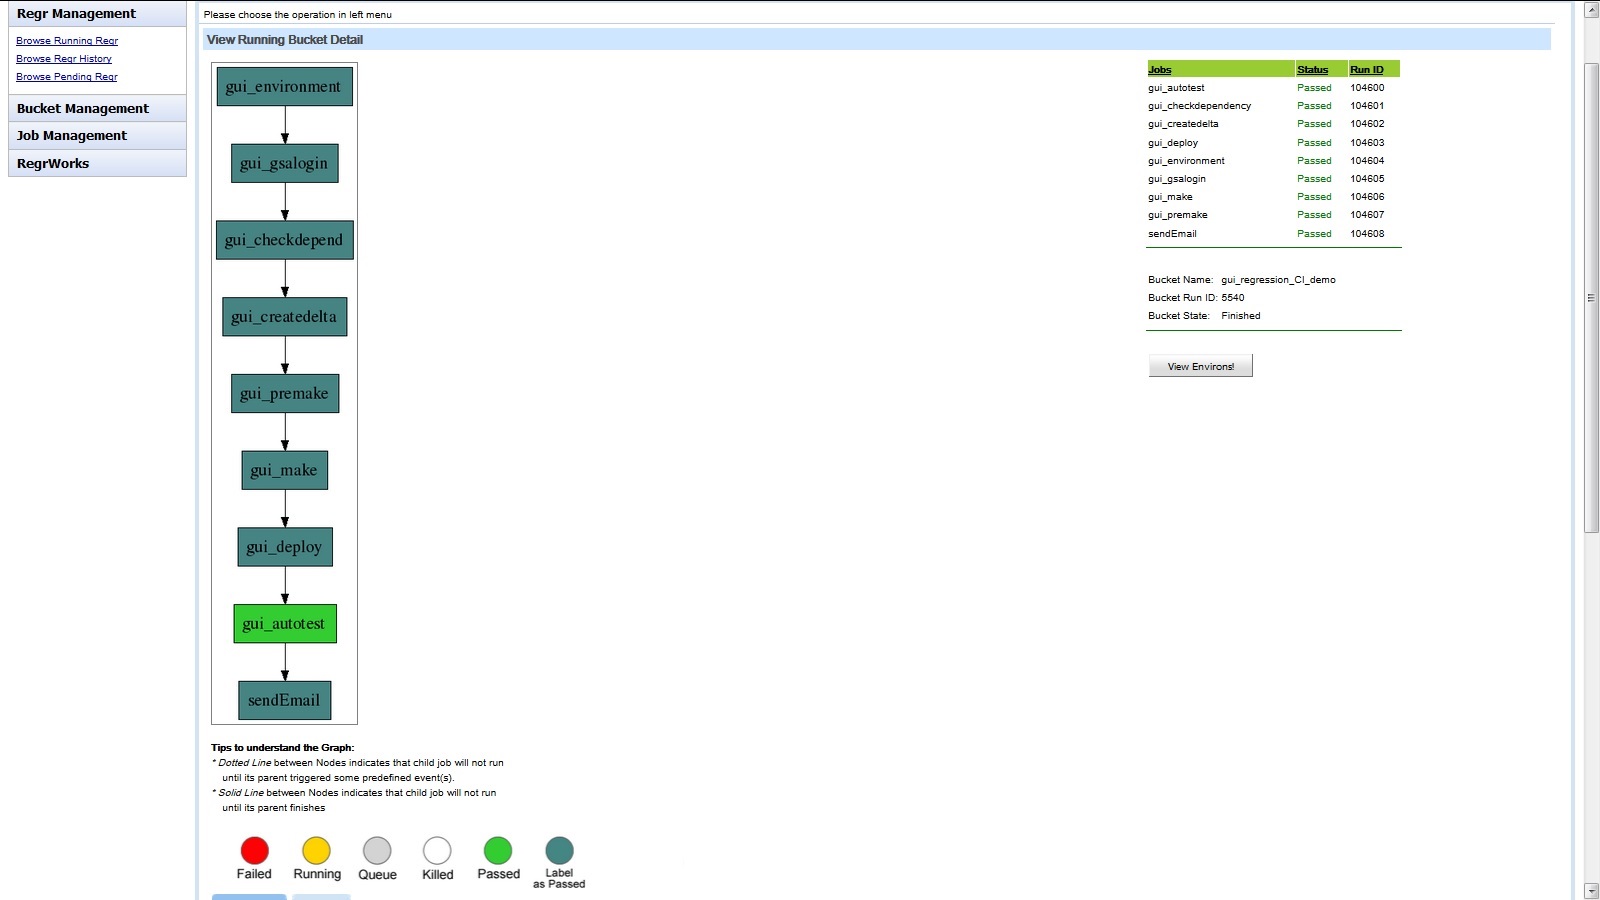 Regr Management
Browse Running Regr
Browse Regr History
Browse Pending Regr
Bucket Management
Job Management
RegrWorks
Please choose the operation in left menu
View Running Bucket Detail
gui_environment
gui_gsalogin
gui_checkdepend
gui_createdelta
gui_premake
gui_make
gui_deploy
gui_autotest
sendEmail
Tips to understand the Graph:
* Dotted Line between Nodes indicates that child job will not run
until its parent triggered some predefined event(s).
* Solid Line between Nodes indicates that child job will not run
until its parent finishes
Failed Running Queue Killed Passed Label
as Passed
Jobs Status Run ID
gui_autotest Passed 104600
gui_checkdependency Passed 104601
gui_createdelta Passed 104602
gui_deploy Passed 104603
gui_environment Passed 104604
gui_gsalogin Passed 104605
gui_make Passed 104606
gui_premake Passed 104607
sendEmail Passed 104608
Bucket Name: gui_regression_CI_demo
Bucket Run ID: 5540
Bucket State: Finished
View Environs!